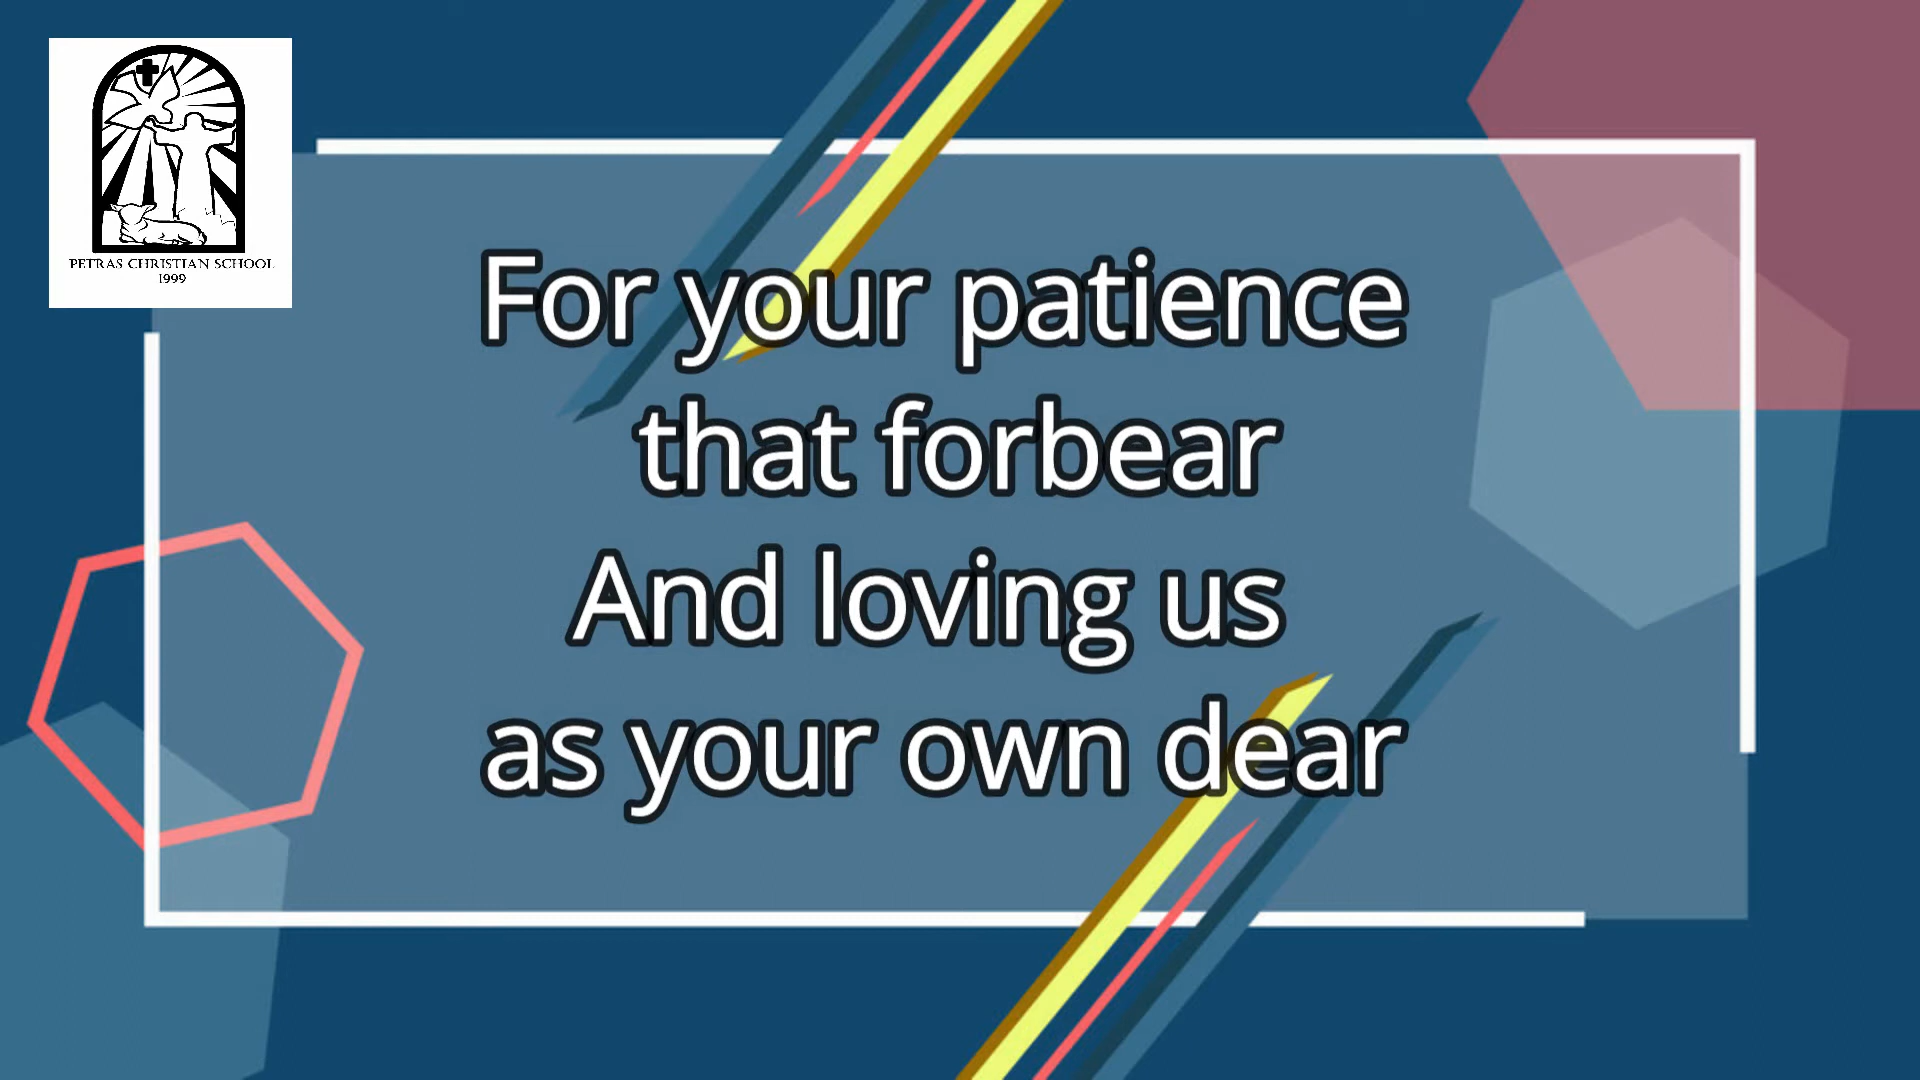 PETRAS CHRISTIAN SCHOOL
1999
For your patience
that forbear
And loving us
as your own dear